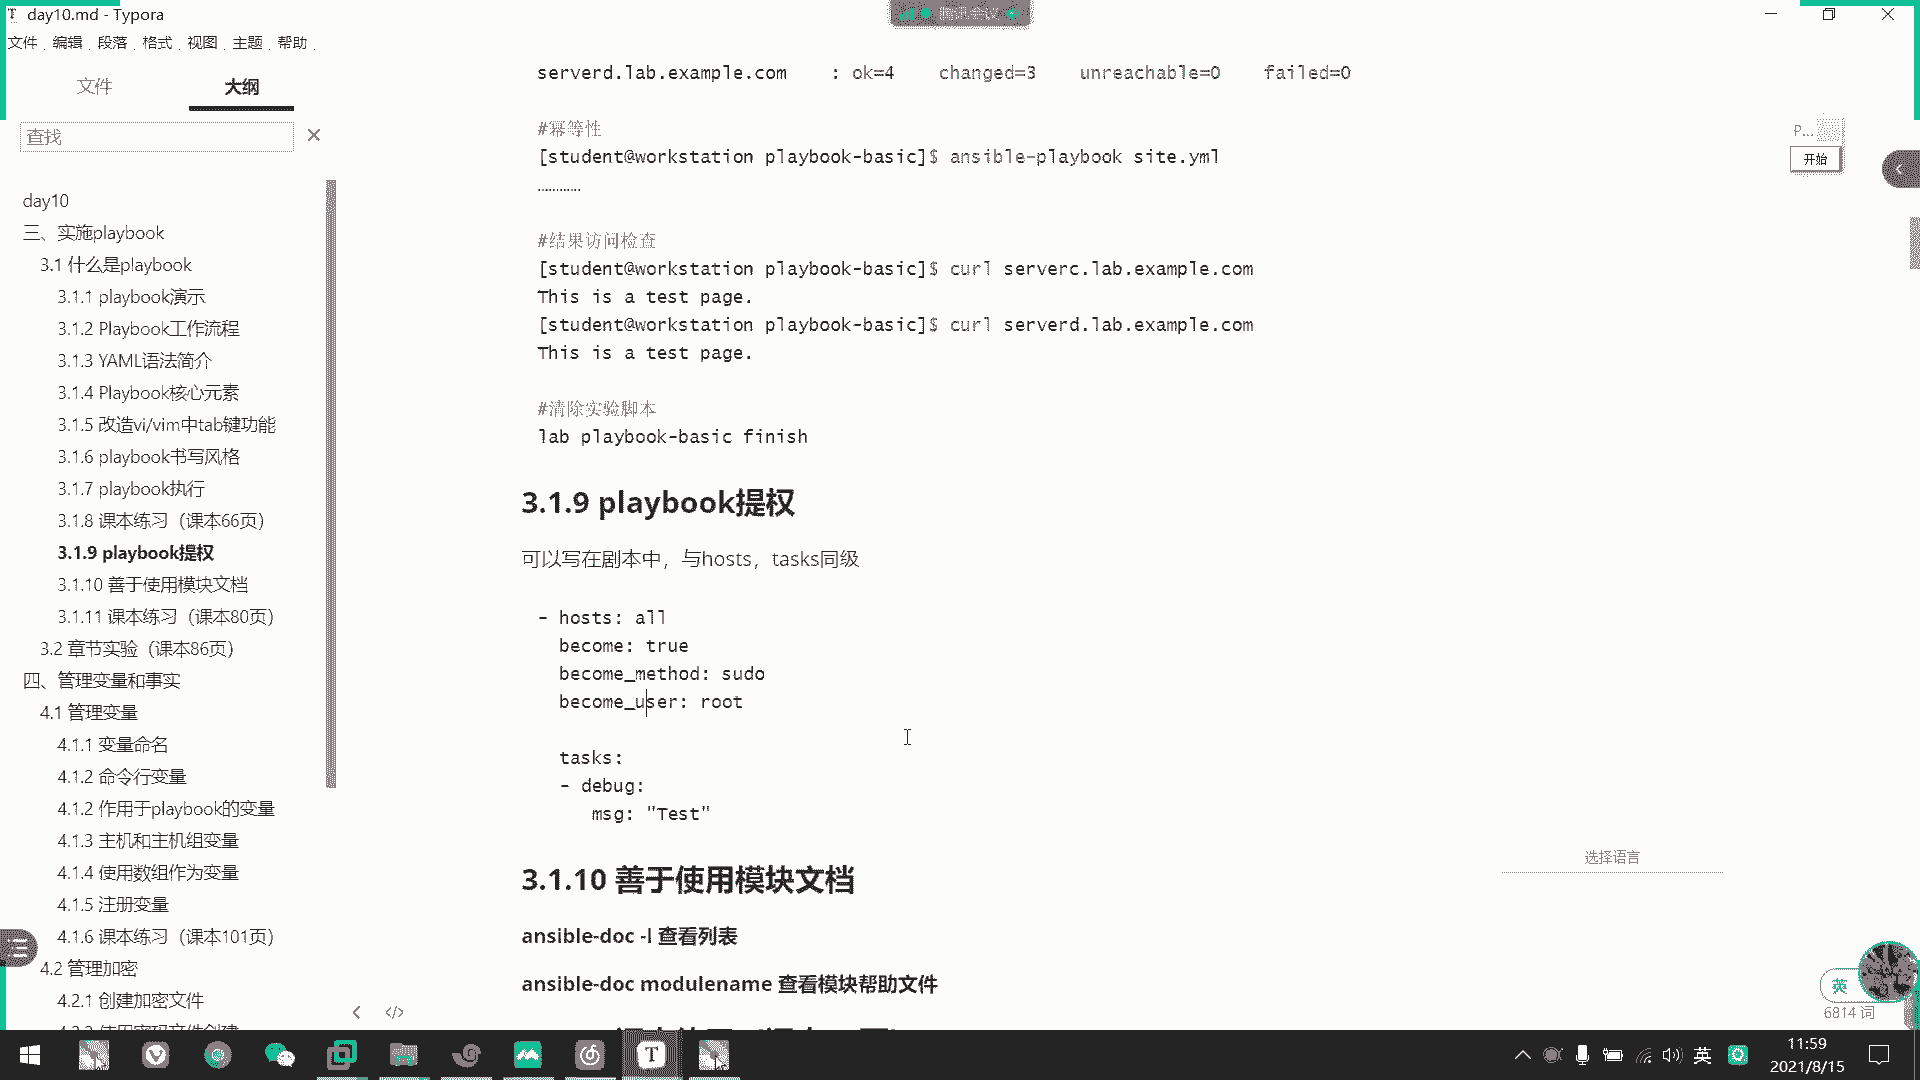 day10.md - Typora
腾讯会议
文件 编辑 段落 格式 视图 主题 帮助
文件 大纲
查找
day10
三、实施playbook
3.1 什么是playbook
3.1.1 playbook演示
3.1.2 Playbook工作流程
3.1.3 YAML语法简介
3.1.4 Playbook核心元素
3.1.5 改造vi/vim中tab键功能
3.1.6 playbook书写风格
3.1.7 playbook执行
3.1.8 课本练习（课本66页）
3.1.9 playbook提权
3.1.10 善于使用模块文档
3.1.11 课本练习（课本80页）
3.2 章节实验（课本86页）
四、管理变量和事实
4.1 管理变量
4.1.1 变量命名
4.1.2 命令行变量
4.1.2 作用于playbook的变量
4.1.3 主机和主机组变量
4.1.4 使用数组作为变量
4.1.5 注册变量
4.1.6 课本练习（课本101页）
4.2 管理加密
4.2.1 创建加密文件
serverd.lab.example.com : ok=4 changed=3 unreachable=0 failed=0
#幂等性
[student@workstation playbook-basic]$ ansible-playbook site.yml
…………
#结果访问检查
[student@workstation playbook-basic]$ curl serverc.lab.example.com
This is a test page.
[student@workstation playbook-basic]$ curl serverd.lab.example.com
This is a test page.
#清除实验脚本
lab playbook-basic finish
3.1.9 playbook提权
可以写在剧本中，与hosts，tasks同级
- hosts: all
become: true
become_method: sudo
become_user: root
tasks:
- debug:
msg: "Test"
3.1.10 善于使用模块文档
ansible-doc -l 查看列表
ansible-doc modulename 查看模块帮助文件
P...
开始
选择语言
英
6814 词
英
11:59
2021/8/15